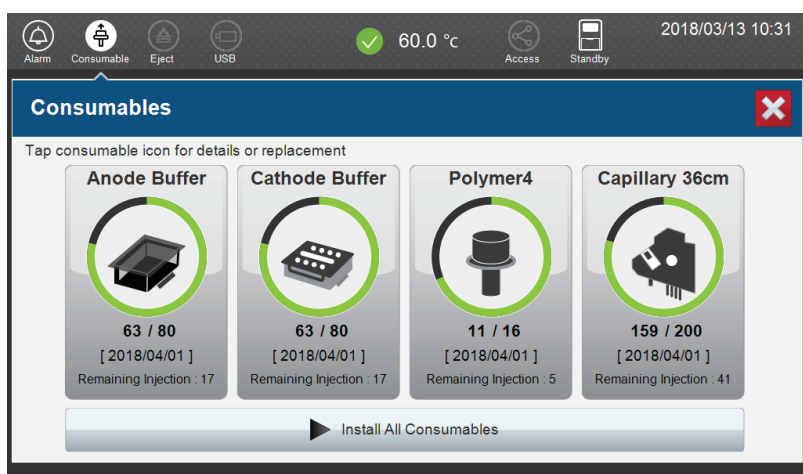 Alarm Consumable Eject USB 60.0 °c Access Standby 2018/03/13 10:31
Consumables
Tap consumable icon for details or replacement
Anode Buffer
63 / 80
[ 2018/04/01 ]
Remaining Injection : 17
Cathode Buffer
63 / 80
[ 2018/04/01 ]
Remaining Injection : 17
Polymer4
11 / 16
[ 2018/04/01 ]
Remaining Injection : 5
Capillary 36cm
159 / 200
[ 2018/04/01 ]
Remaining Injection : 41
Install All Consumables